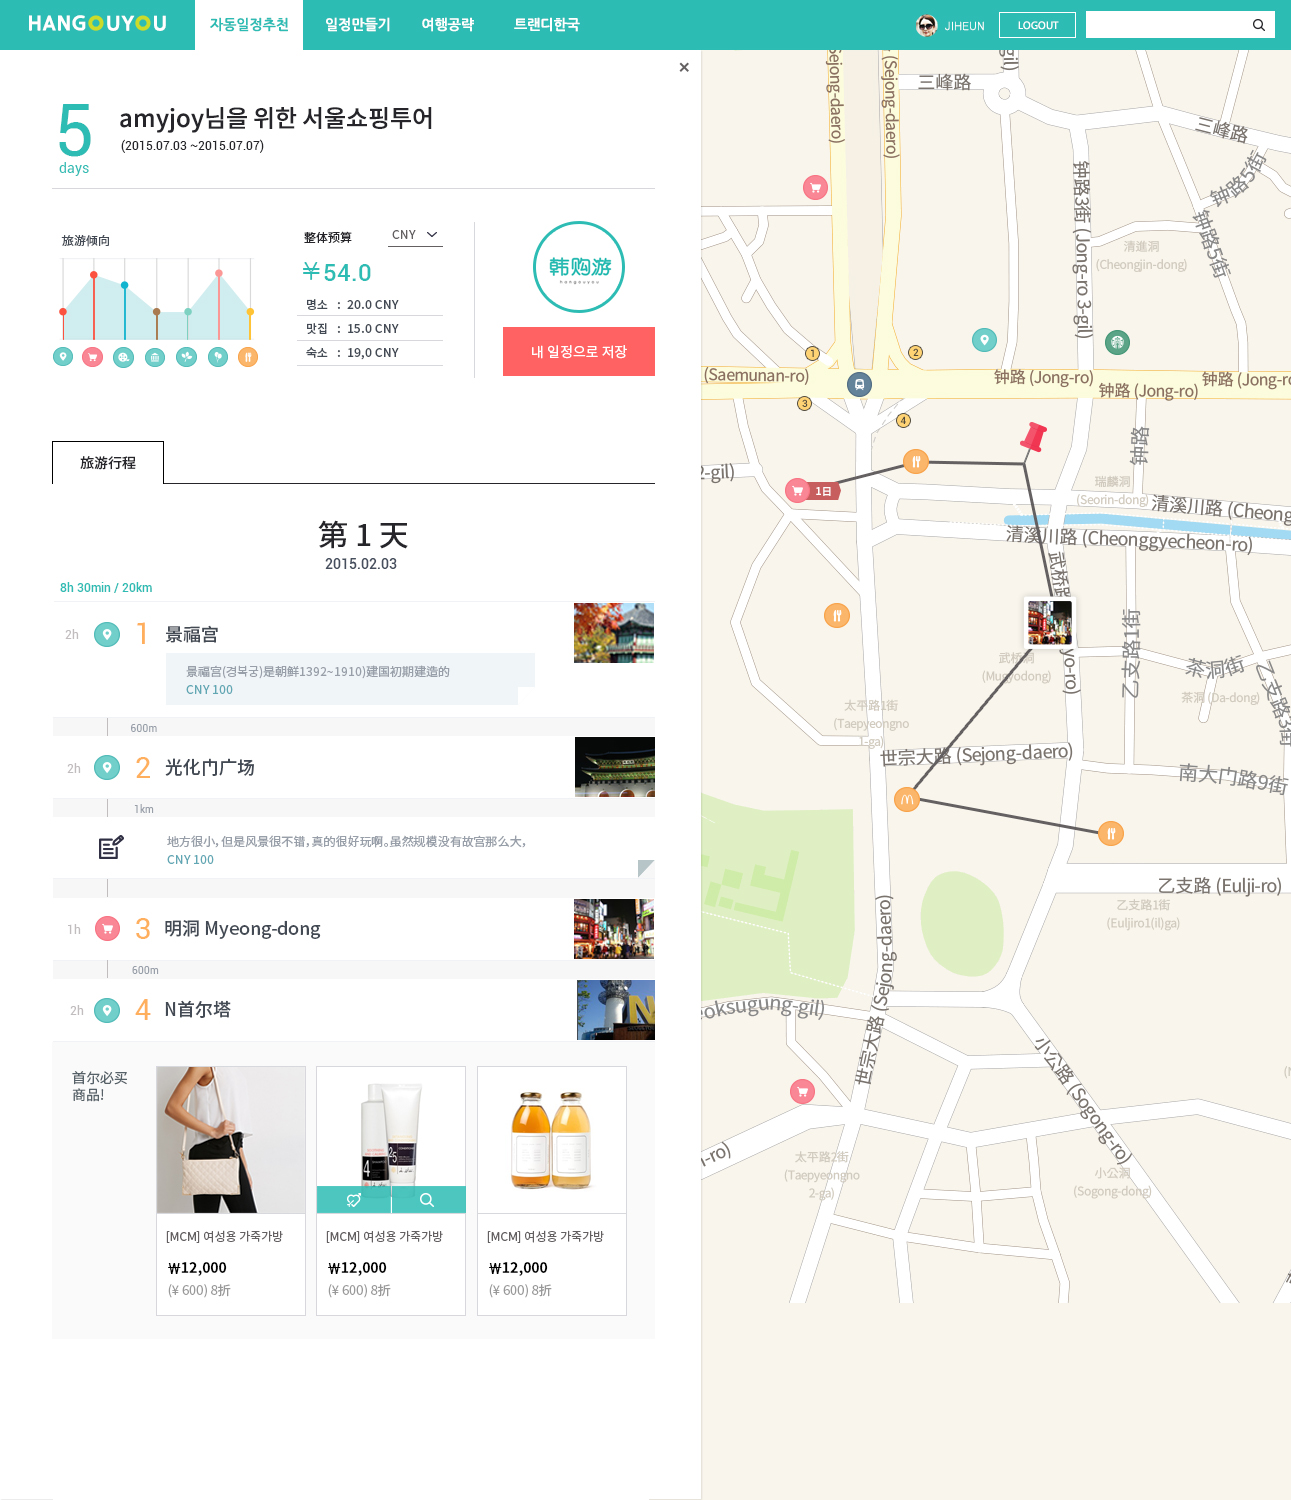 HANGOUYOU
자동일정추천
일정만들기
여행공략
트랜디한국
JIHEUN
LOGOUT
5
days
amyjoy님을 위한 서울쇼핑투어
(2015.07.03 ~2015.07.07)
旅游倾向
整体预算
CNY
￥54.0
명소 : 20.0 CNY
맛집 : 15.0 CNY
숙소 : 19,0 CNY
韩购游
hangouyou
내 일정으로 저장
旅游行程
第 1 天
2015.02.03
8h 30min / 20km
2h
1
景福宫
景福宫(경복궁)是朝鲜1392~1910)建国初期建造的
CNY 100
600m
2h
2
光化门广场
1km
地方很小, 但是风景很不错, 真的很好玩啊。虽然规模没有故宫那么大,
CNY 100
1h
3
明洞 Myeong-dong
600m
2h
4
N首尔塔
首尔必买
商品!
[MCM] 여성용 가죽가방
₩12,000
(¥ 600) 8折
[MCM] 여성용 가죽가방
₩12,000
(¥ 600) 8折
[MCM] 여성용 가죽가방
₩12,000
(¥ 600) 8折
Sejong-daero)
(Sejong-daero)
gil)
三峰路
三峰路
钟路5街
钟路5街
钟路3街 (Jong-ro 3-gil)
清進洞
(Cheongjin-dong)
1
2
3
4
(Saemunan-ro)
钟路 (Jong-ro)
钟路 (Jong-ro)
钟路 (Jong-ro
钟路
2-gil)
1日
瑞麟洞
(Seorin-dong)
清溪川路 (Cheong
清溪川路 (Cheonggyecheon-ro)
武桥路
yo-ro)
武桥洞
(Mugyodong)
乙支路1街
茶洞街
茶洞 (Da-dong)
乙支路3街
太平路1街
(Taepyeongno
1-ga)
世宗大路 (Sejong-daero)
南大门路9街
乙支路 (Eulji-ro)
乙支路1街
(Euljiro1(il)ga)
世宗大路 (Sejong-daero)
eoksugung-gil)
小公路 (Sogong-ro)
小公洞
(Sogong-dong)
太平路2街
(Taepyeongno
2-ga)
n-ro)